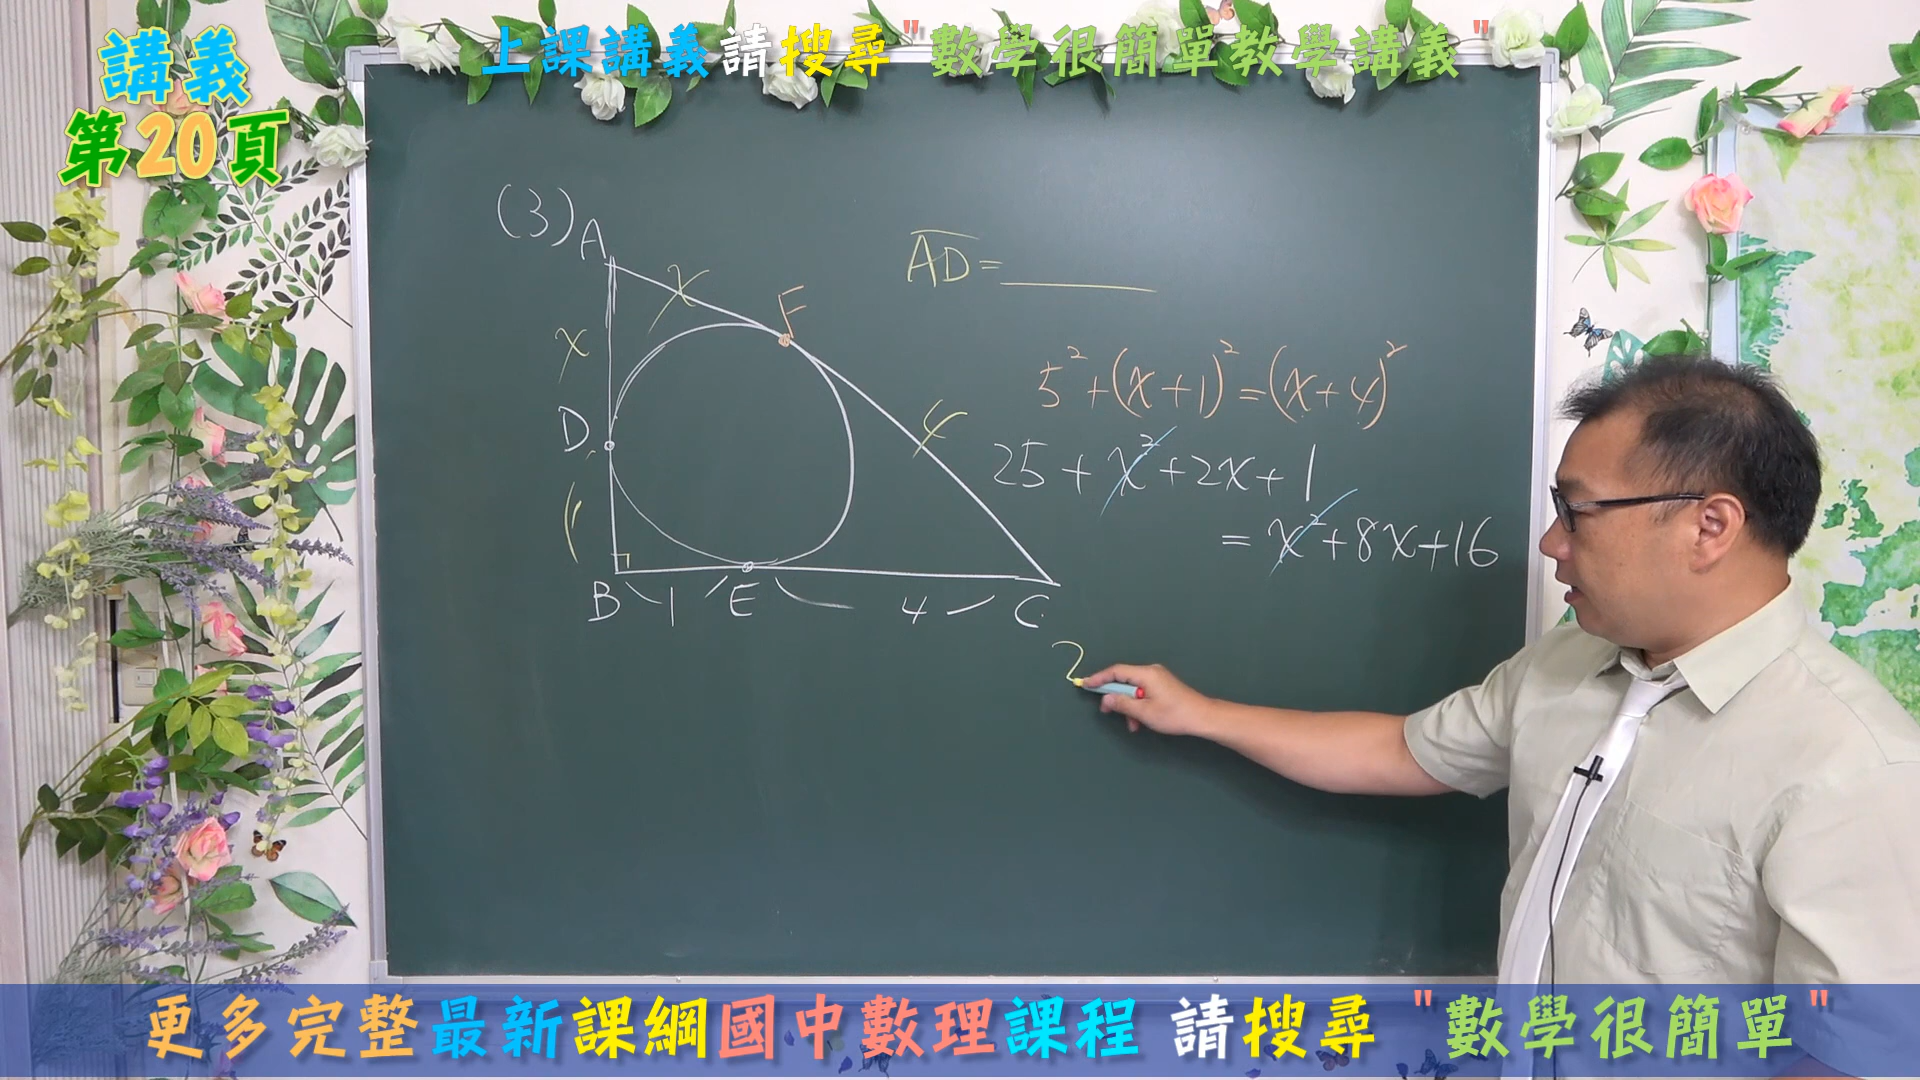 上課講義請搜尋"數學很簡單教學講義"
講義
第20頁
(3)
A
x
F
AD=
x
D
4
1
B
1
E
4
C
5²+(x+1)²=(x+4)²
25+x²+2x+1
=x²+8x+16
2
更多完整最新課綱國中數理課程 請搜尋 "數學很簡單"